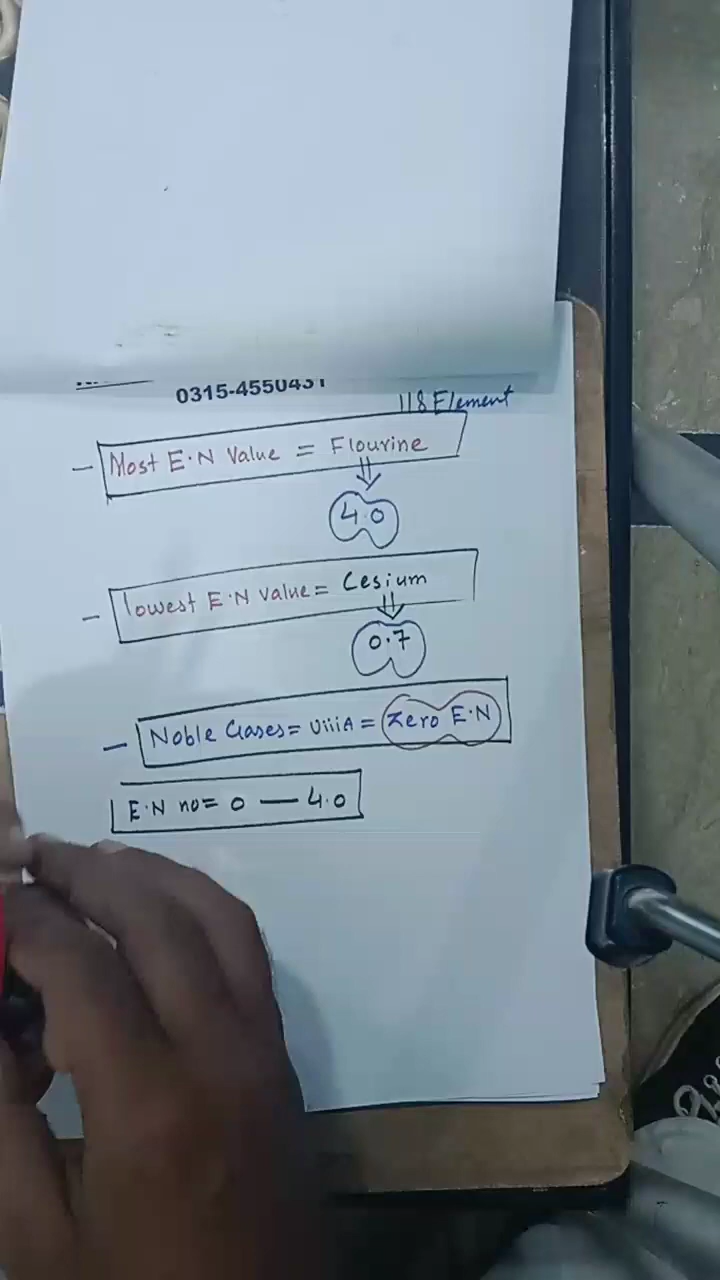 0315-4550431
118 Element
– Most E.N Value = Flourine
4.0
– lowest E.N value = Cesium
0.7
– Noble Gases = ViiiA = Zero E.N
E.N no = 0 — 4.0